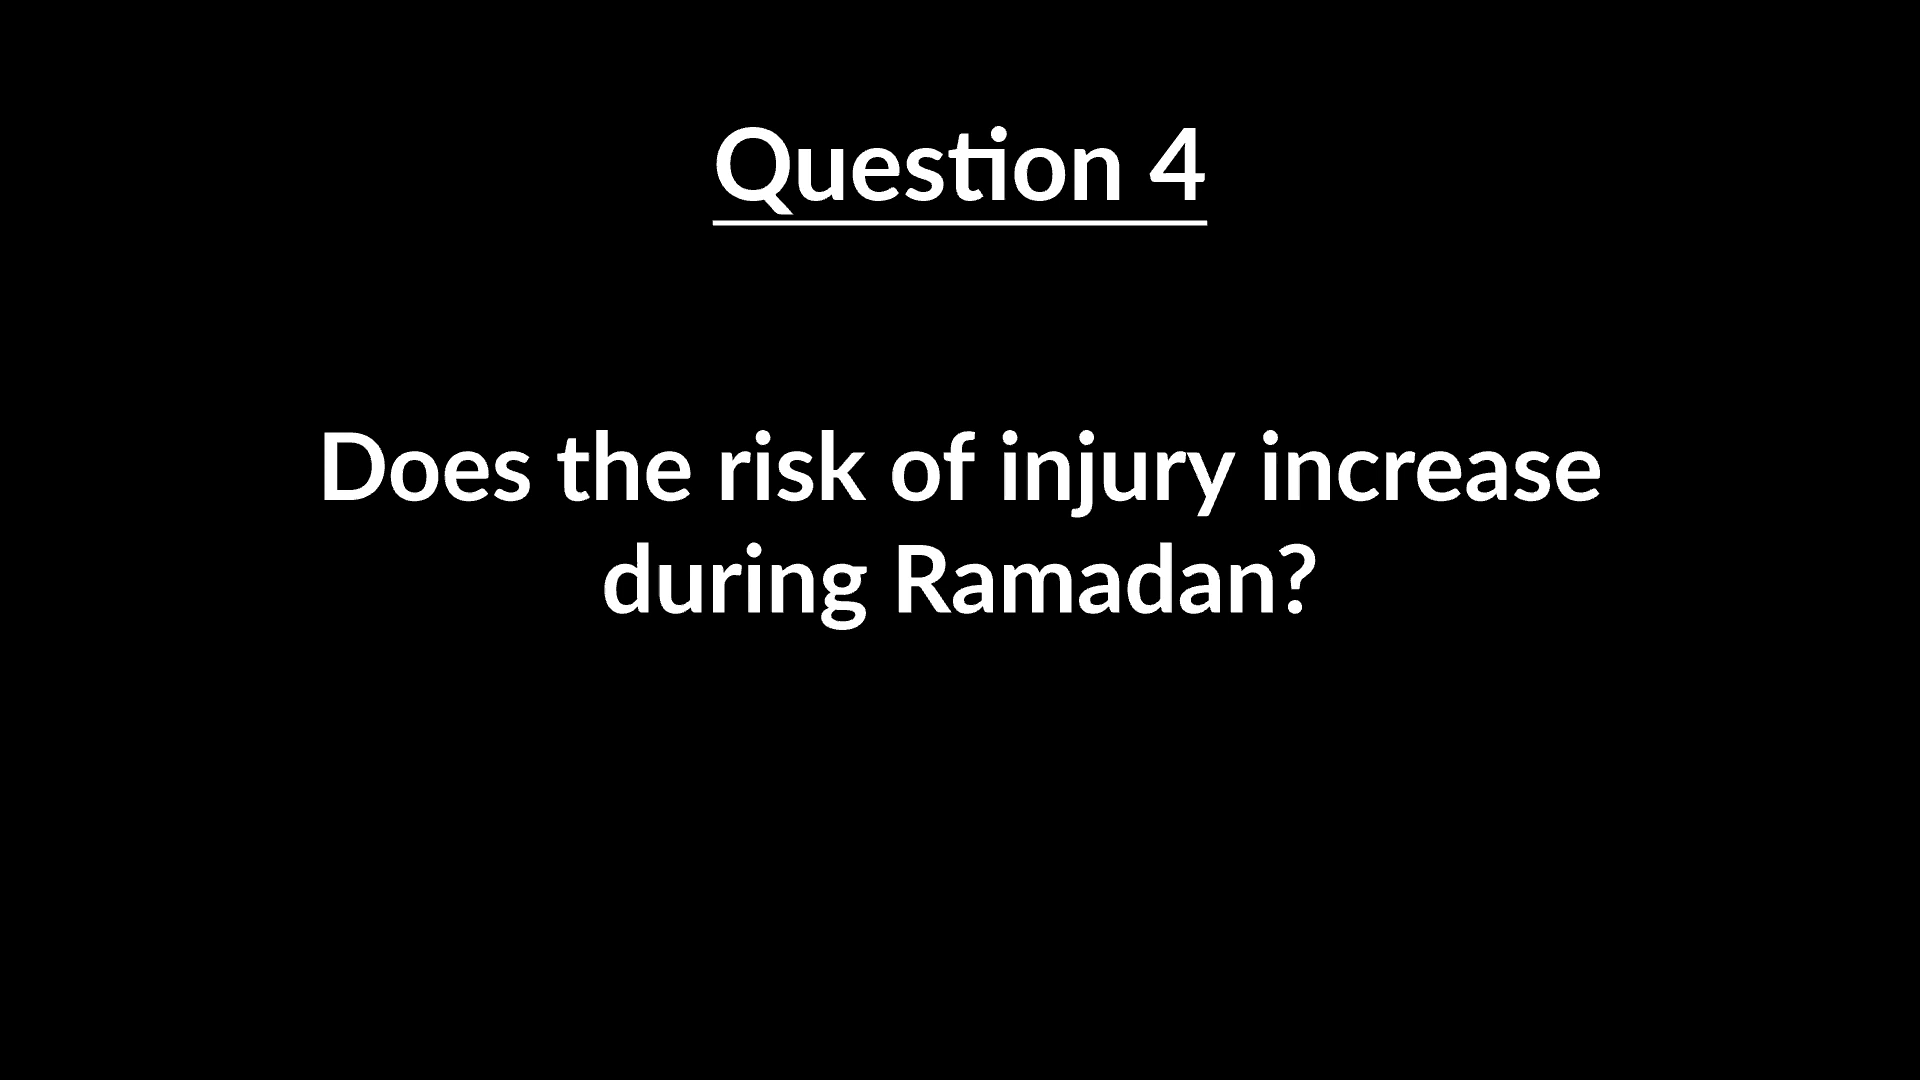 Question 4
Does the risk of injury increase
during Ramadan?